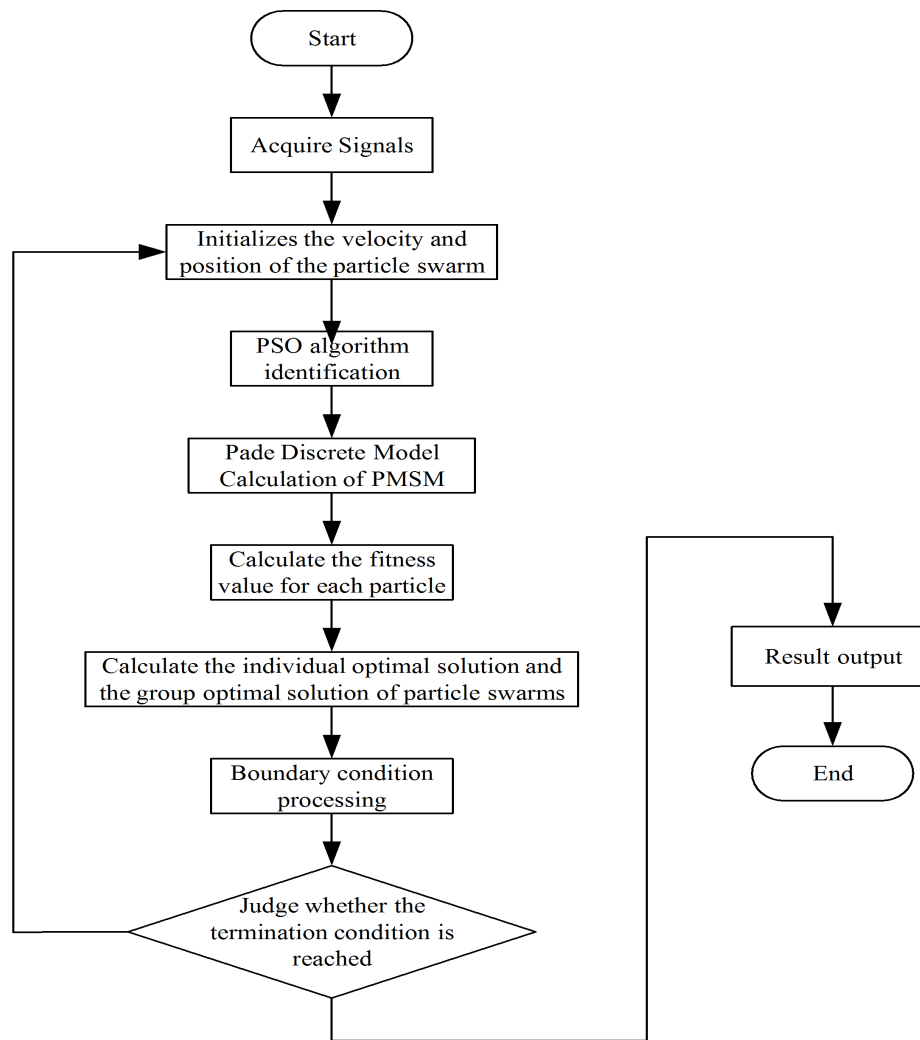 Start
Acquire Signals
Initializes the velocity and
position of the particle swarm
PSO algorithm
identification
Pade Discrete Model
Calculation of PMSM
Calculate the fitness
value for each particle
Calculate the individual optimal solution and
the group optimal solution of particle swarms
Boundary condition
processing
Judge whether the
termination condition is
reached
Result output
End